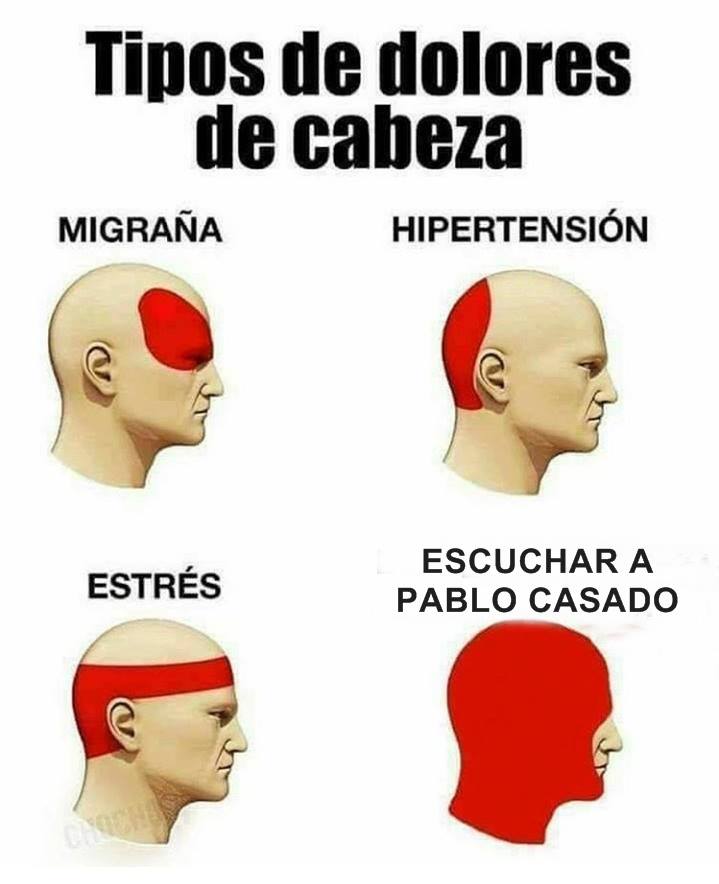 Tipos de dolores
de cabeza
MIGRAÑA
HIPERTENSIÓN
ESTRÉS
ESCUCHAR A
PABLO CASADO